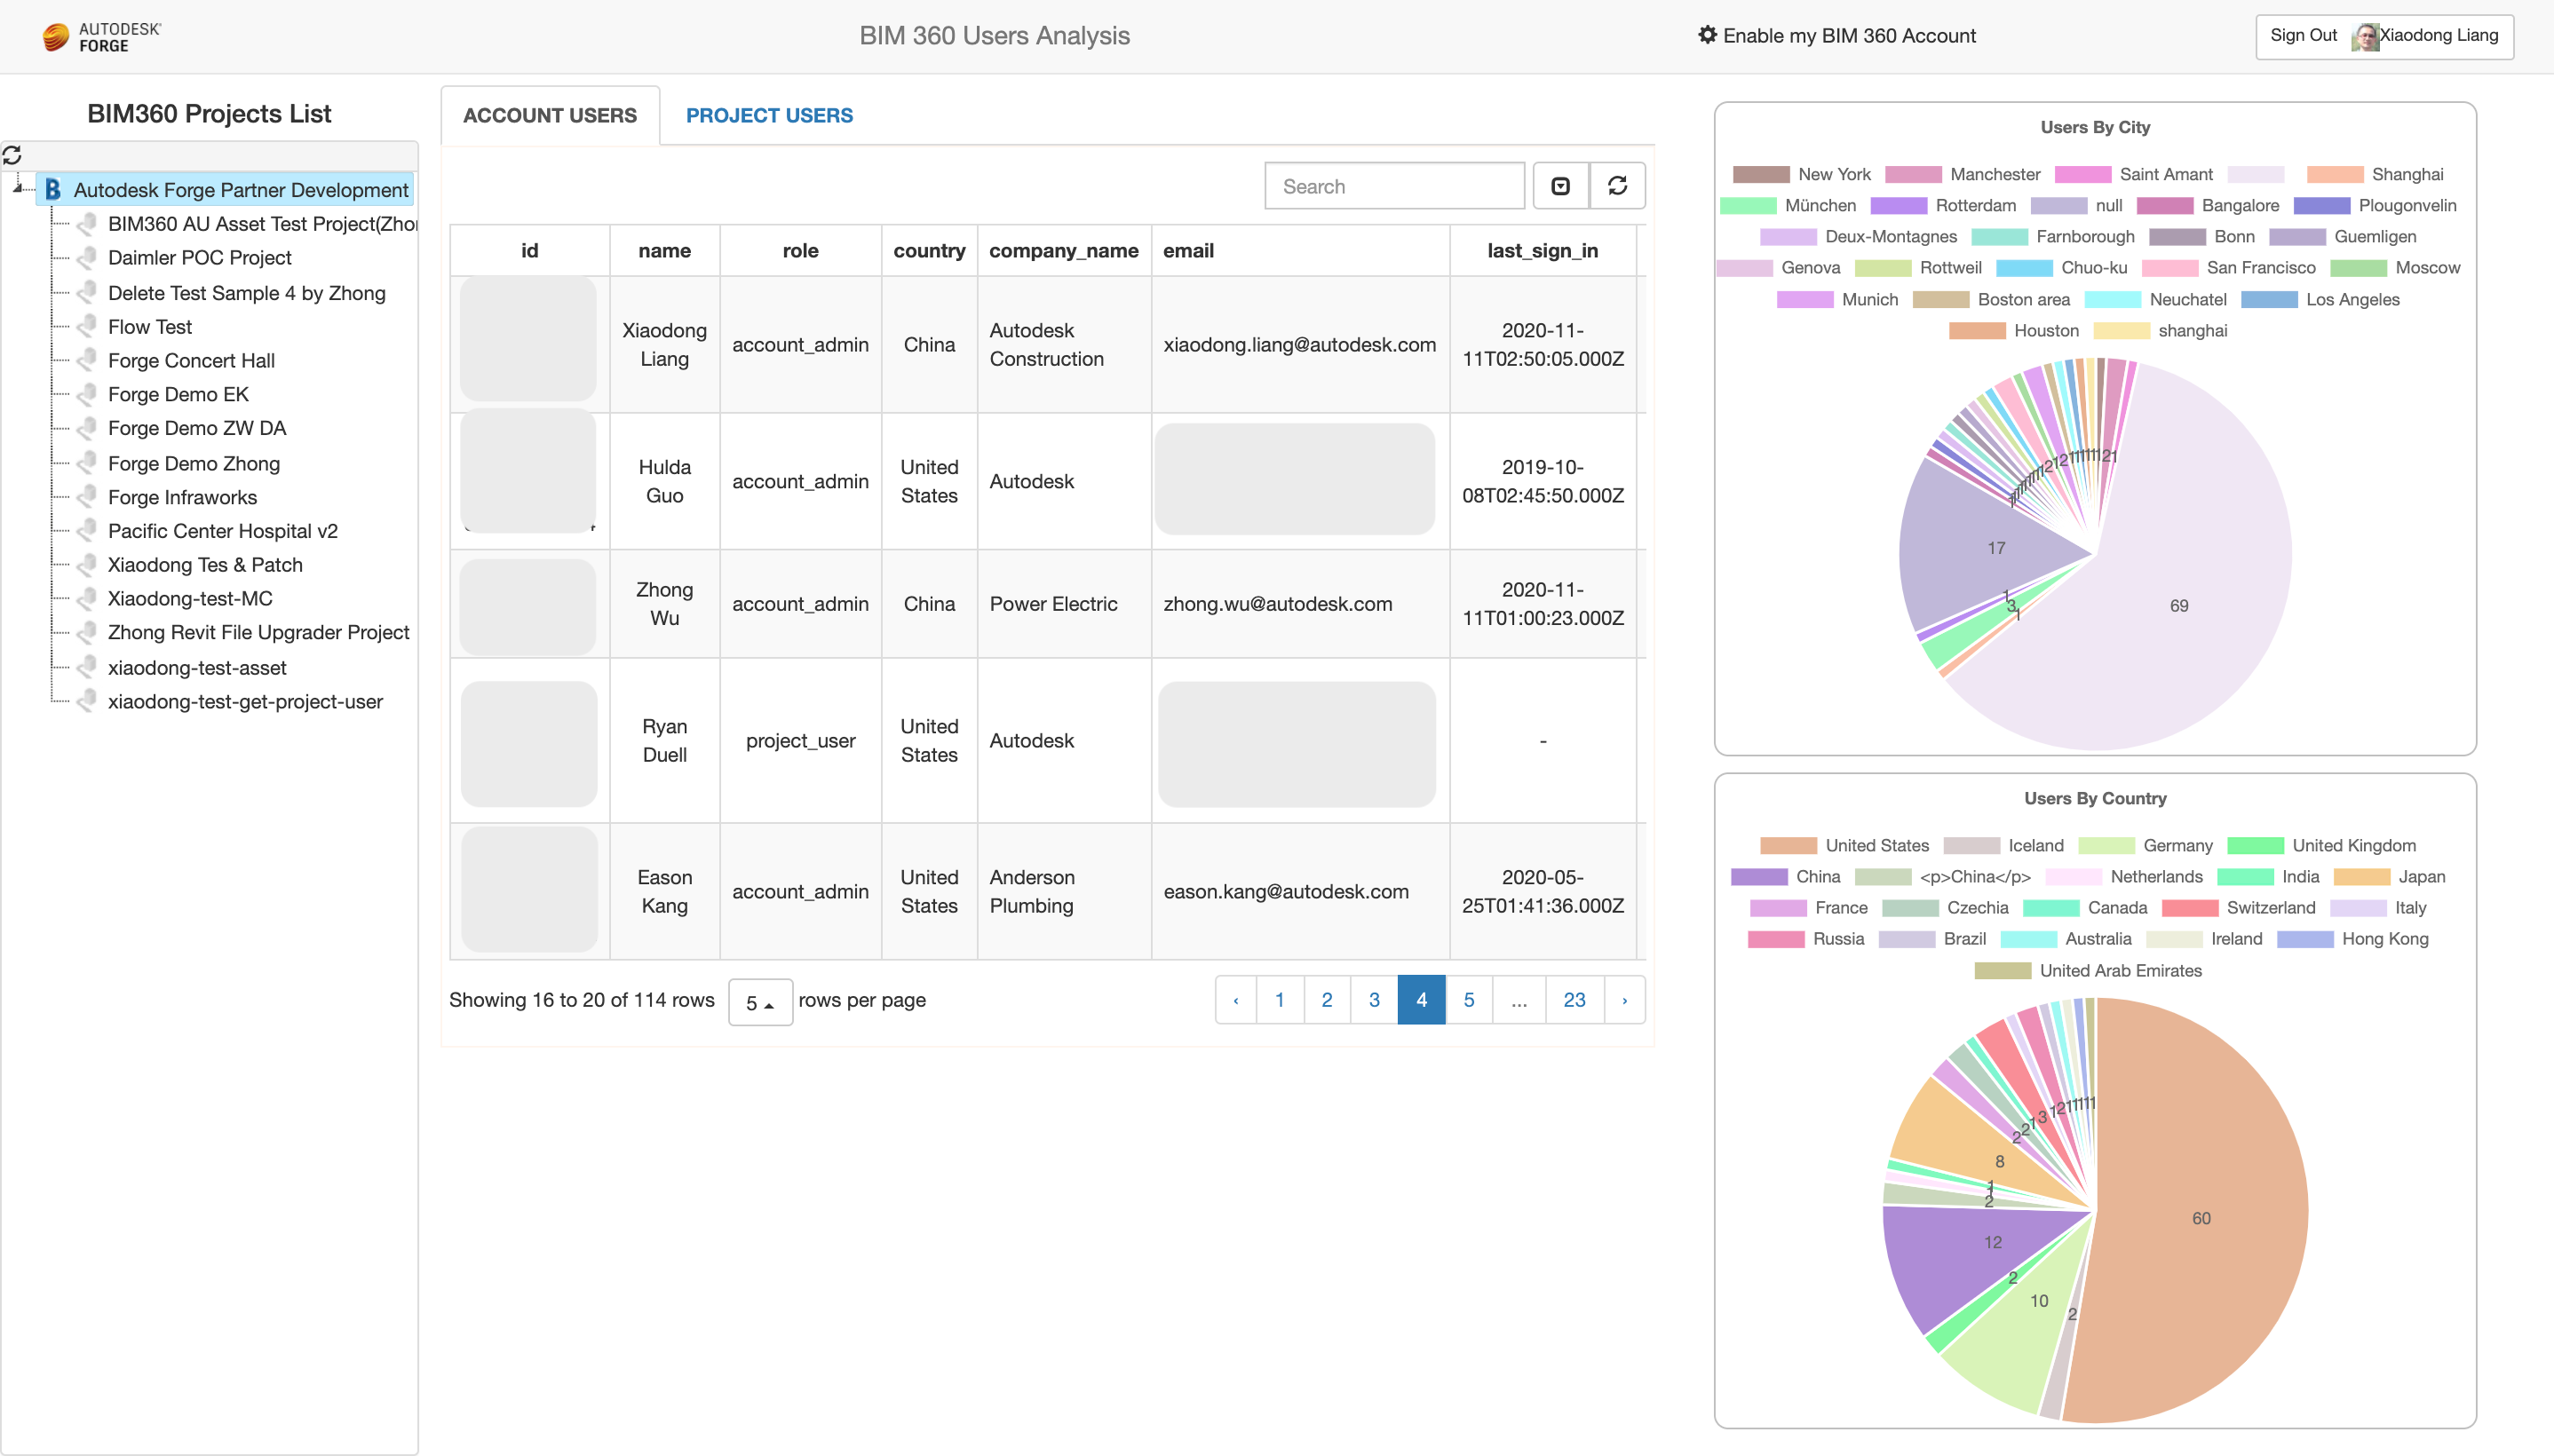 AUTODESK
FORGE
BIM 360 Users Analysis
Enable my BIM 360 Account
Sign Out Xiaodong Liang
BIM360 Projects List
Autodesk Forge Partner Development
BIM360 AU Asset Test Project(Zho
Daimler POC Project
Delete Test Sample 4 by Zhong
Flow Test
Forge Concert Hall
Forge Demo EK
Forge Demo ZW DA
Forge Demo Zhong
Forge Infraworks
Pacific Center Hospital v2
Xiaodong Tes & Patch
Xiaodong-test-MC
Zhong Revit File Upgrader Project
xiaodong-test-asset
xiaodong-test-get-project-user
ACCOUNT USERS PROJECT USERS
Search
id name role country company_name email last_sign_in
Xiaodong Liang account_admin China Autodesk Construction xiaodong.liang@autodesk.com 2020-11-11T02:50:05.000Z
Hulda Guo account_admin United States Autodesk 2019-10-08T02:45:50.000Z
Zhong Wu account_admin China Power Electric zhong.wu@autodesk.com 2020-11-11T01:00:23.000Z
Ryan Duell project_user United States Autodesk -
Eason Kang account_admin United States Anderson Plumbing eason.kang@autodesk.com 2020-05-25T01:41:36.000Z
Showing 16 to 20 of 114 rows 5 rows per page
‹ 1 2 3 4 5 ... 23 ›
Users By City
New York Manchester Saint Amant Shanghai
München Rotterdam null Bangalore Plougonvelin
Deux-Montagnes Farnborough Bonn Guemligen
Genova Rottweil Chuo-ku San Francisco Moscow
Munich Boston area Neuchatel Los Angeles
Houston shanghai
17
1
3
1
69
Users By Country
United States Iceland Germany United Kingdom
China <p>China</p> Netherlands India Japan
France Czechia Canada Switzerland Italy
Russia Brazil Australia Ireland Hong Kong
United Arab Emirates
2 2 1 3 1 2 1 1 1 1 1
8
1
1
2
12
60
2
10
2